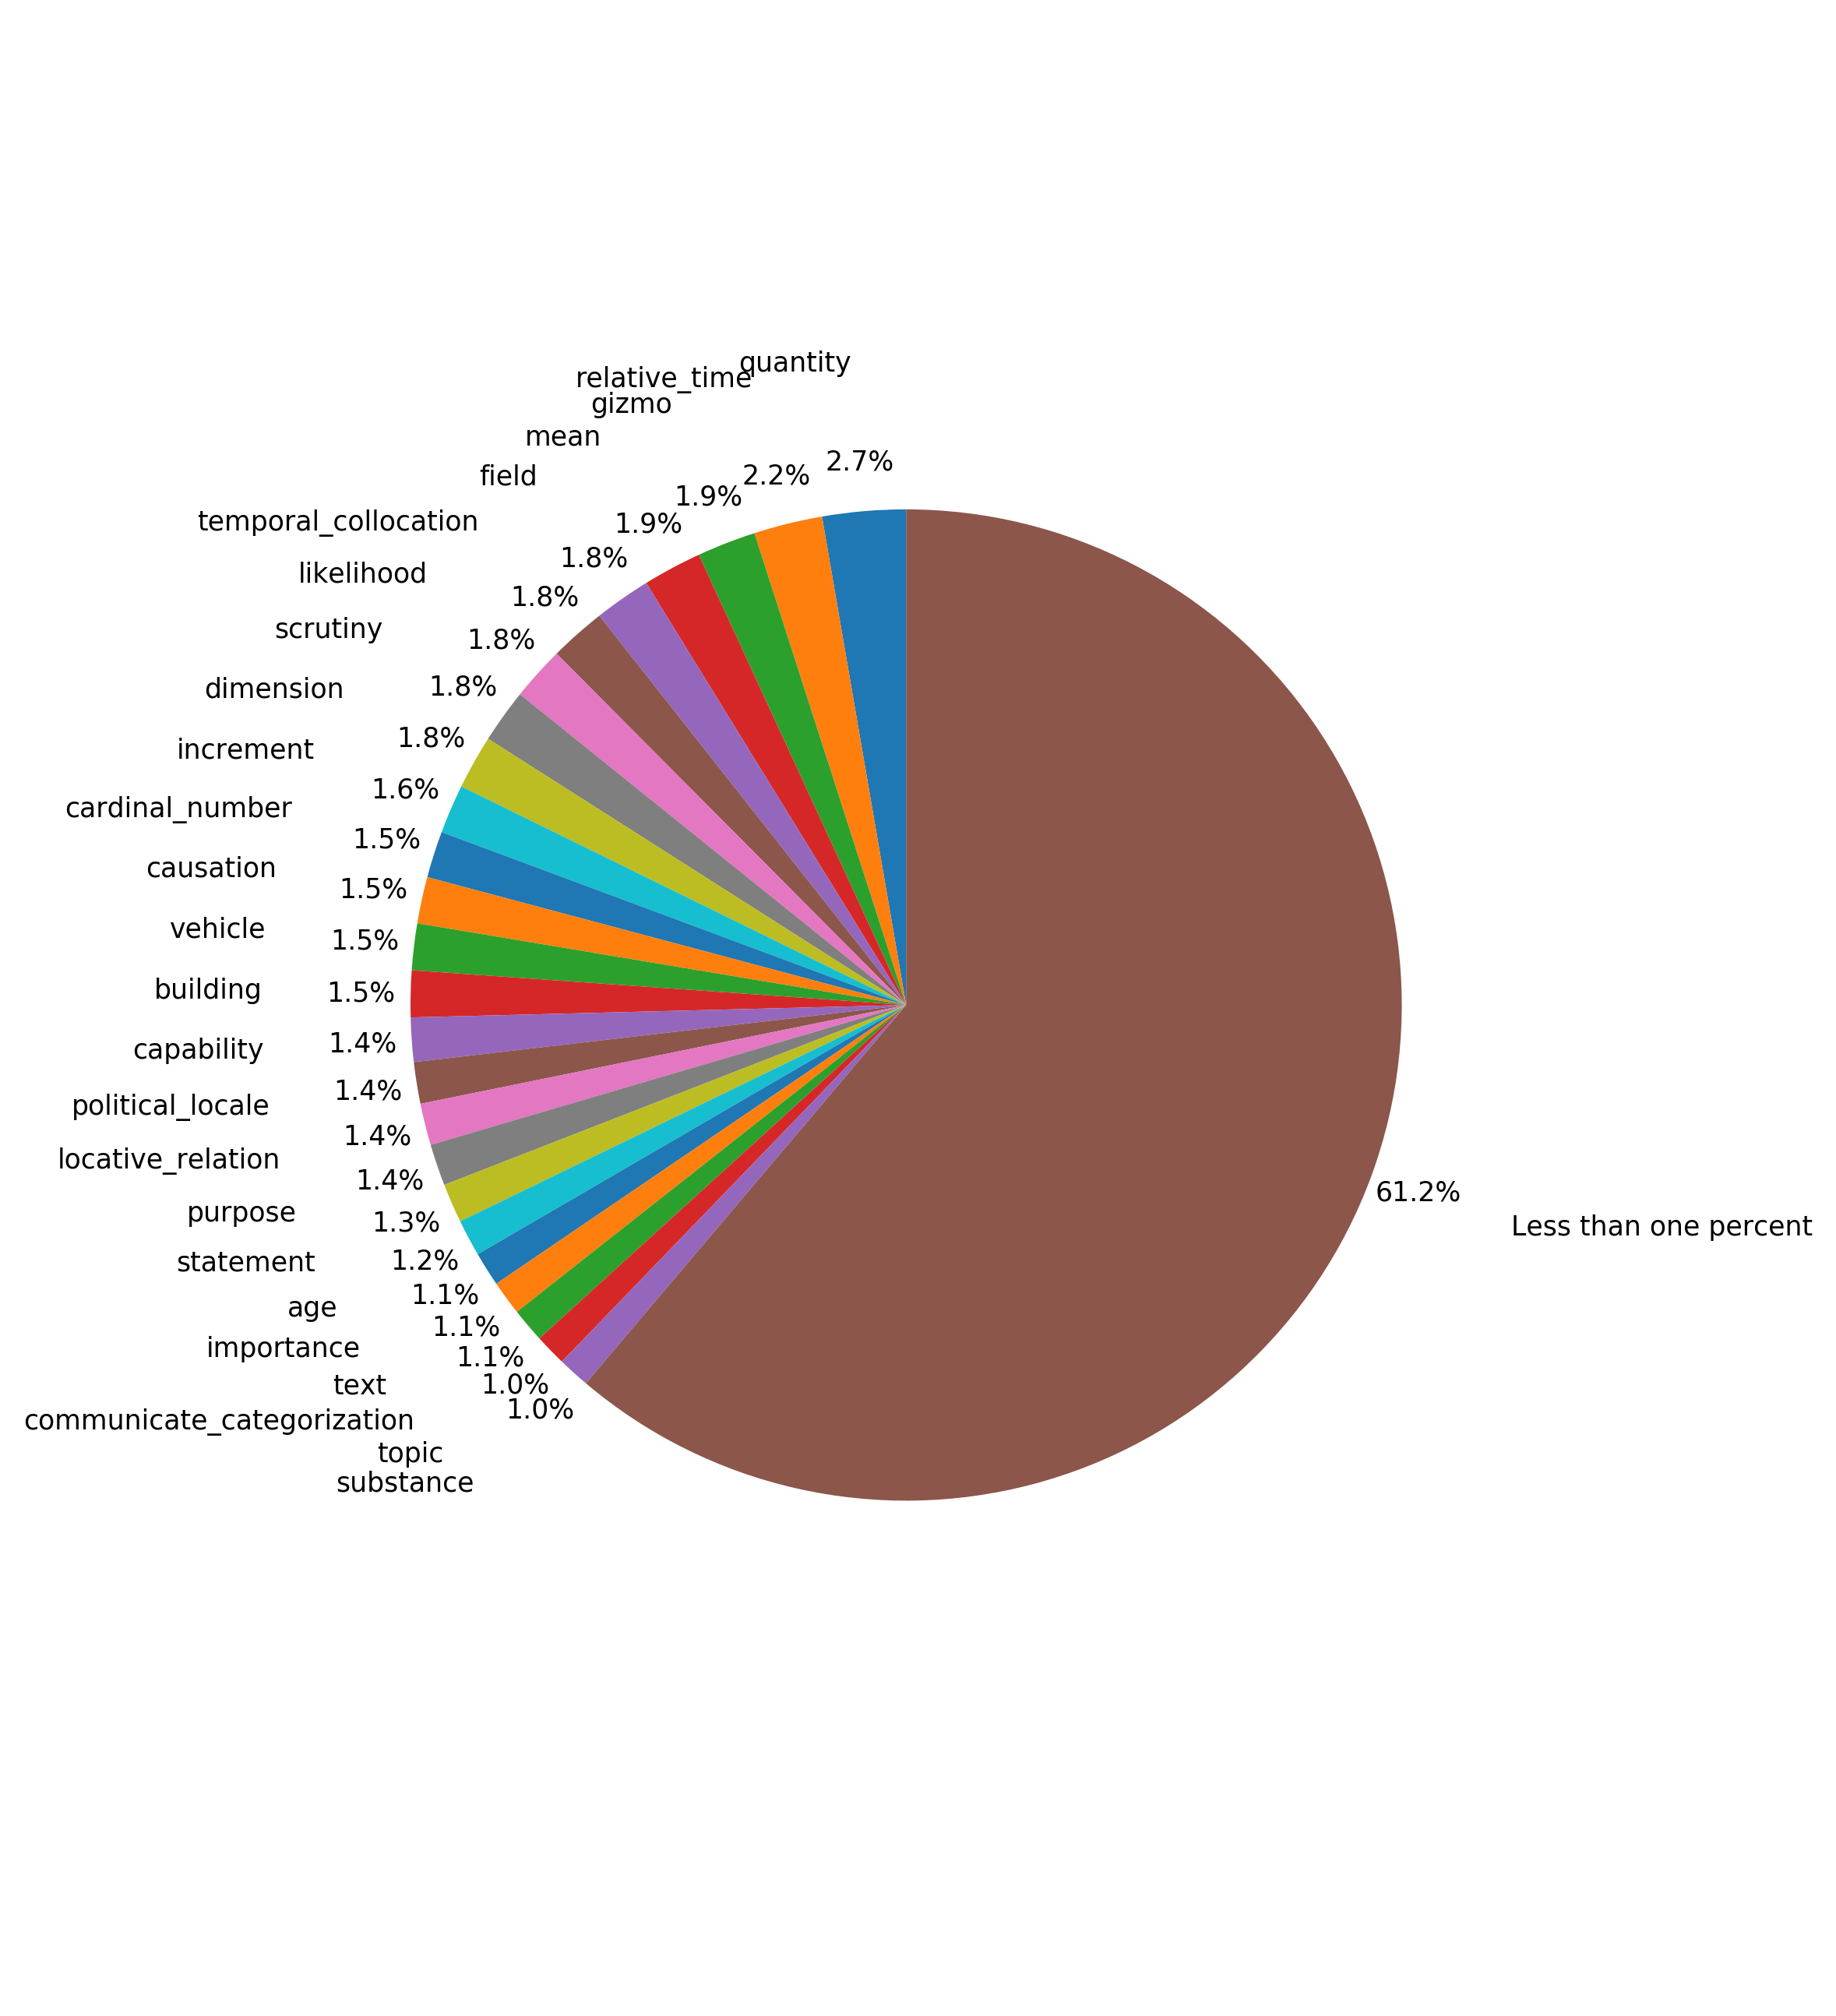 quantity
relative_time
gizmo
mean
field
temporal_collocation
likelihood
scrutiny
dimension
increment
cardinal_number
causation
vehicle
building
capability
political_locale
locative_relation
purpose
statement
age
importance
text
communicate_categorization
topic
substance
2.7%
2.2%
1.9%
1.9%
1.8%
1.8%
1.8%
1.8%
1.8%
1.6%
1.5%
1.5%
1.5%
1.5%
1.4%
1.4%
1.4%
1.4%
1.3%
1.2%
1.1%
1.1%
1.1%
1.0%
1.0%
61.2%
Less than one percent